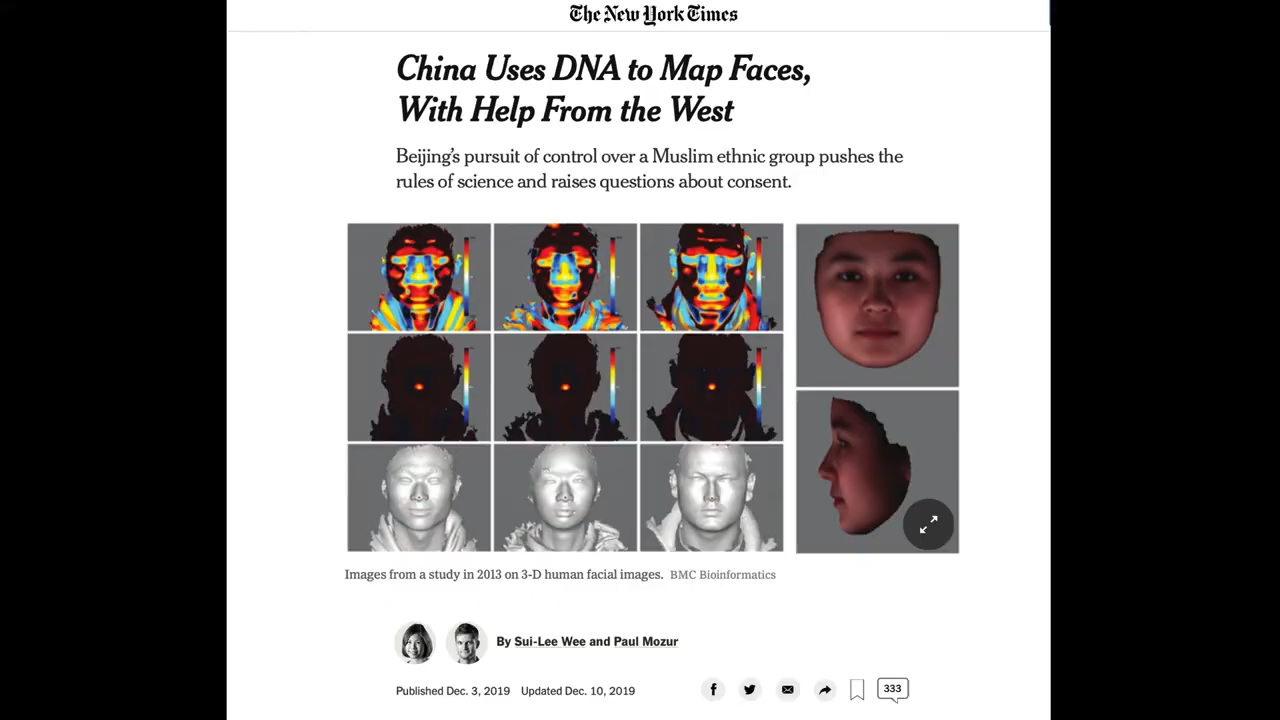 The New York Times
China Uses DNA to Map Faces,
With Help From the West
Beijing's pursuit of control over a Muslim ethnic group pushes the
rules of science and raises questions about consent.
Images from a study in 2013 on 3-D human facial images. BMC Bioinformatics
By Sui-Lee Wee and Paul Mozur
Published Dec. 3, 2019 Updated Dec. 10, 2019
333